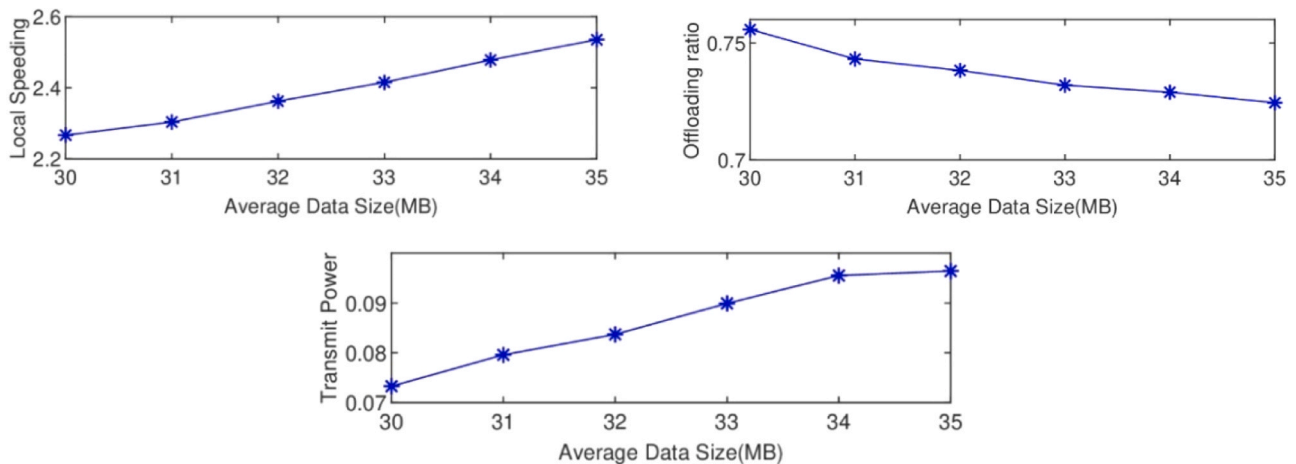 Local Speeding
2.6
2.4
2.2
30 31 32 33 34 35
Average Data Size(MB)
Offloading ratio
0.75
0.7
30 31 32 33 34 35
Average Data Size(MB)
Transmit Power
0.09
0.08
0.07
30 31 32 33 34 35
Average Data Size(MB)